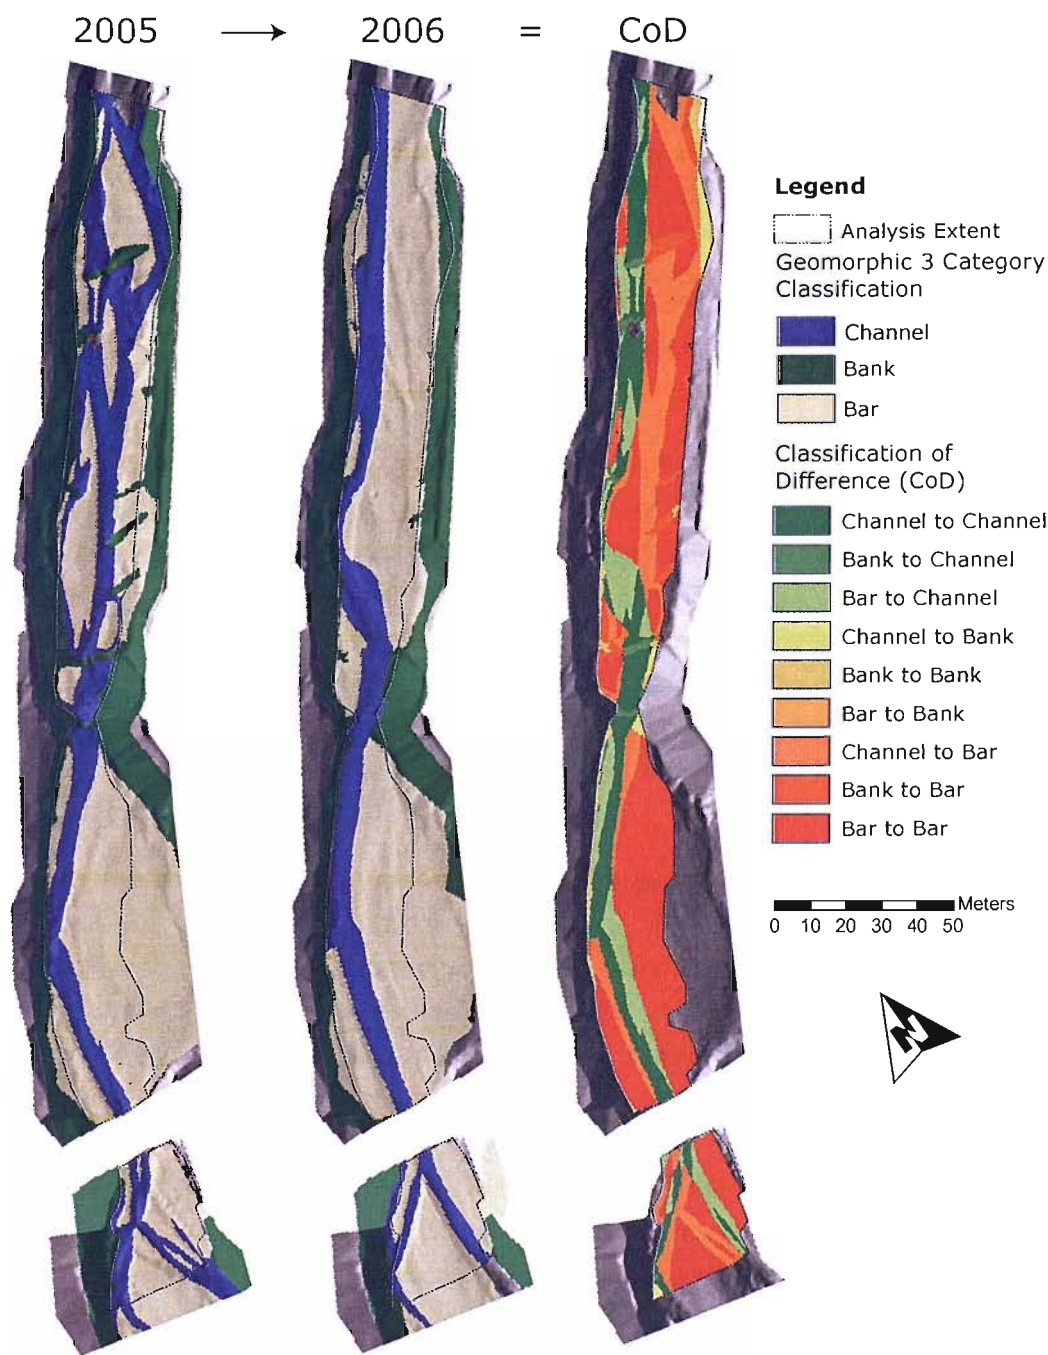 2005 → 2006 = CoD
Legend
Analysis Extent
Geomorphic 3 Category
Classification
Channel
Bank
Bar
Classification of
Difference (CoD)
Channel to Channel
Bank to Channel
Bar to Channel
Channel to Bank
Bank to Bank
Bar to Bank
Channel to Bar
Bank to Bar
Bar to Bar
Meters
0 10 20 30 40 50
N